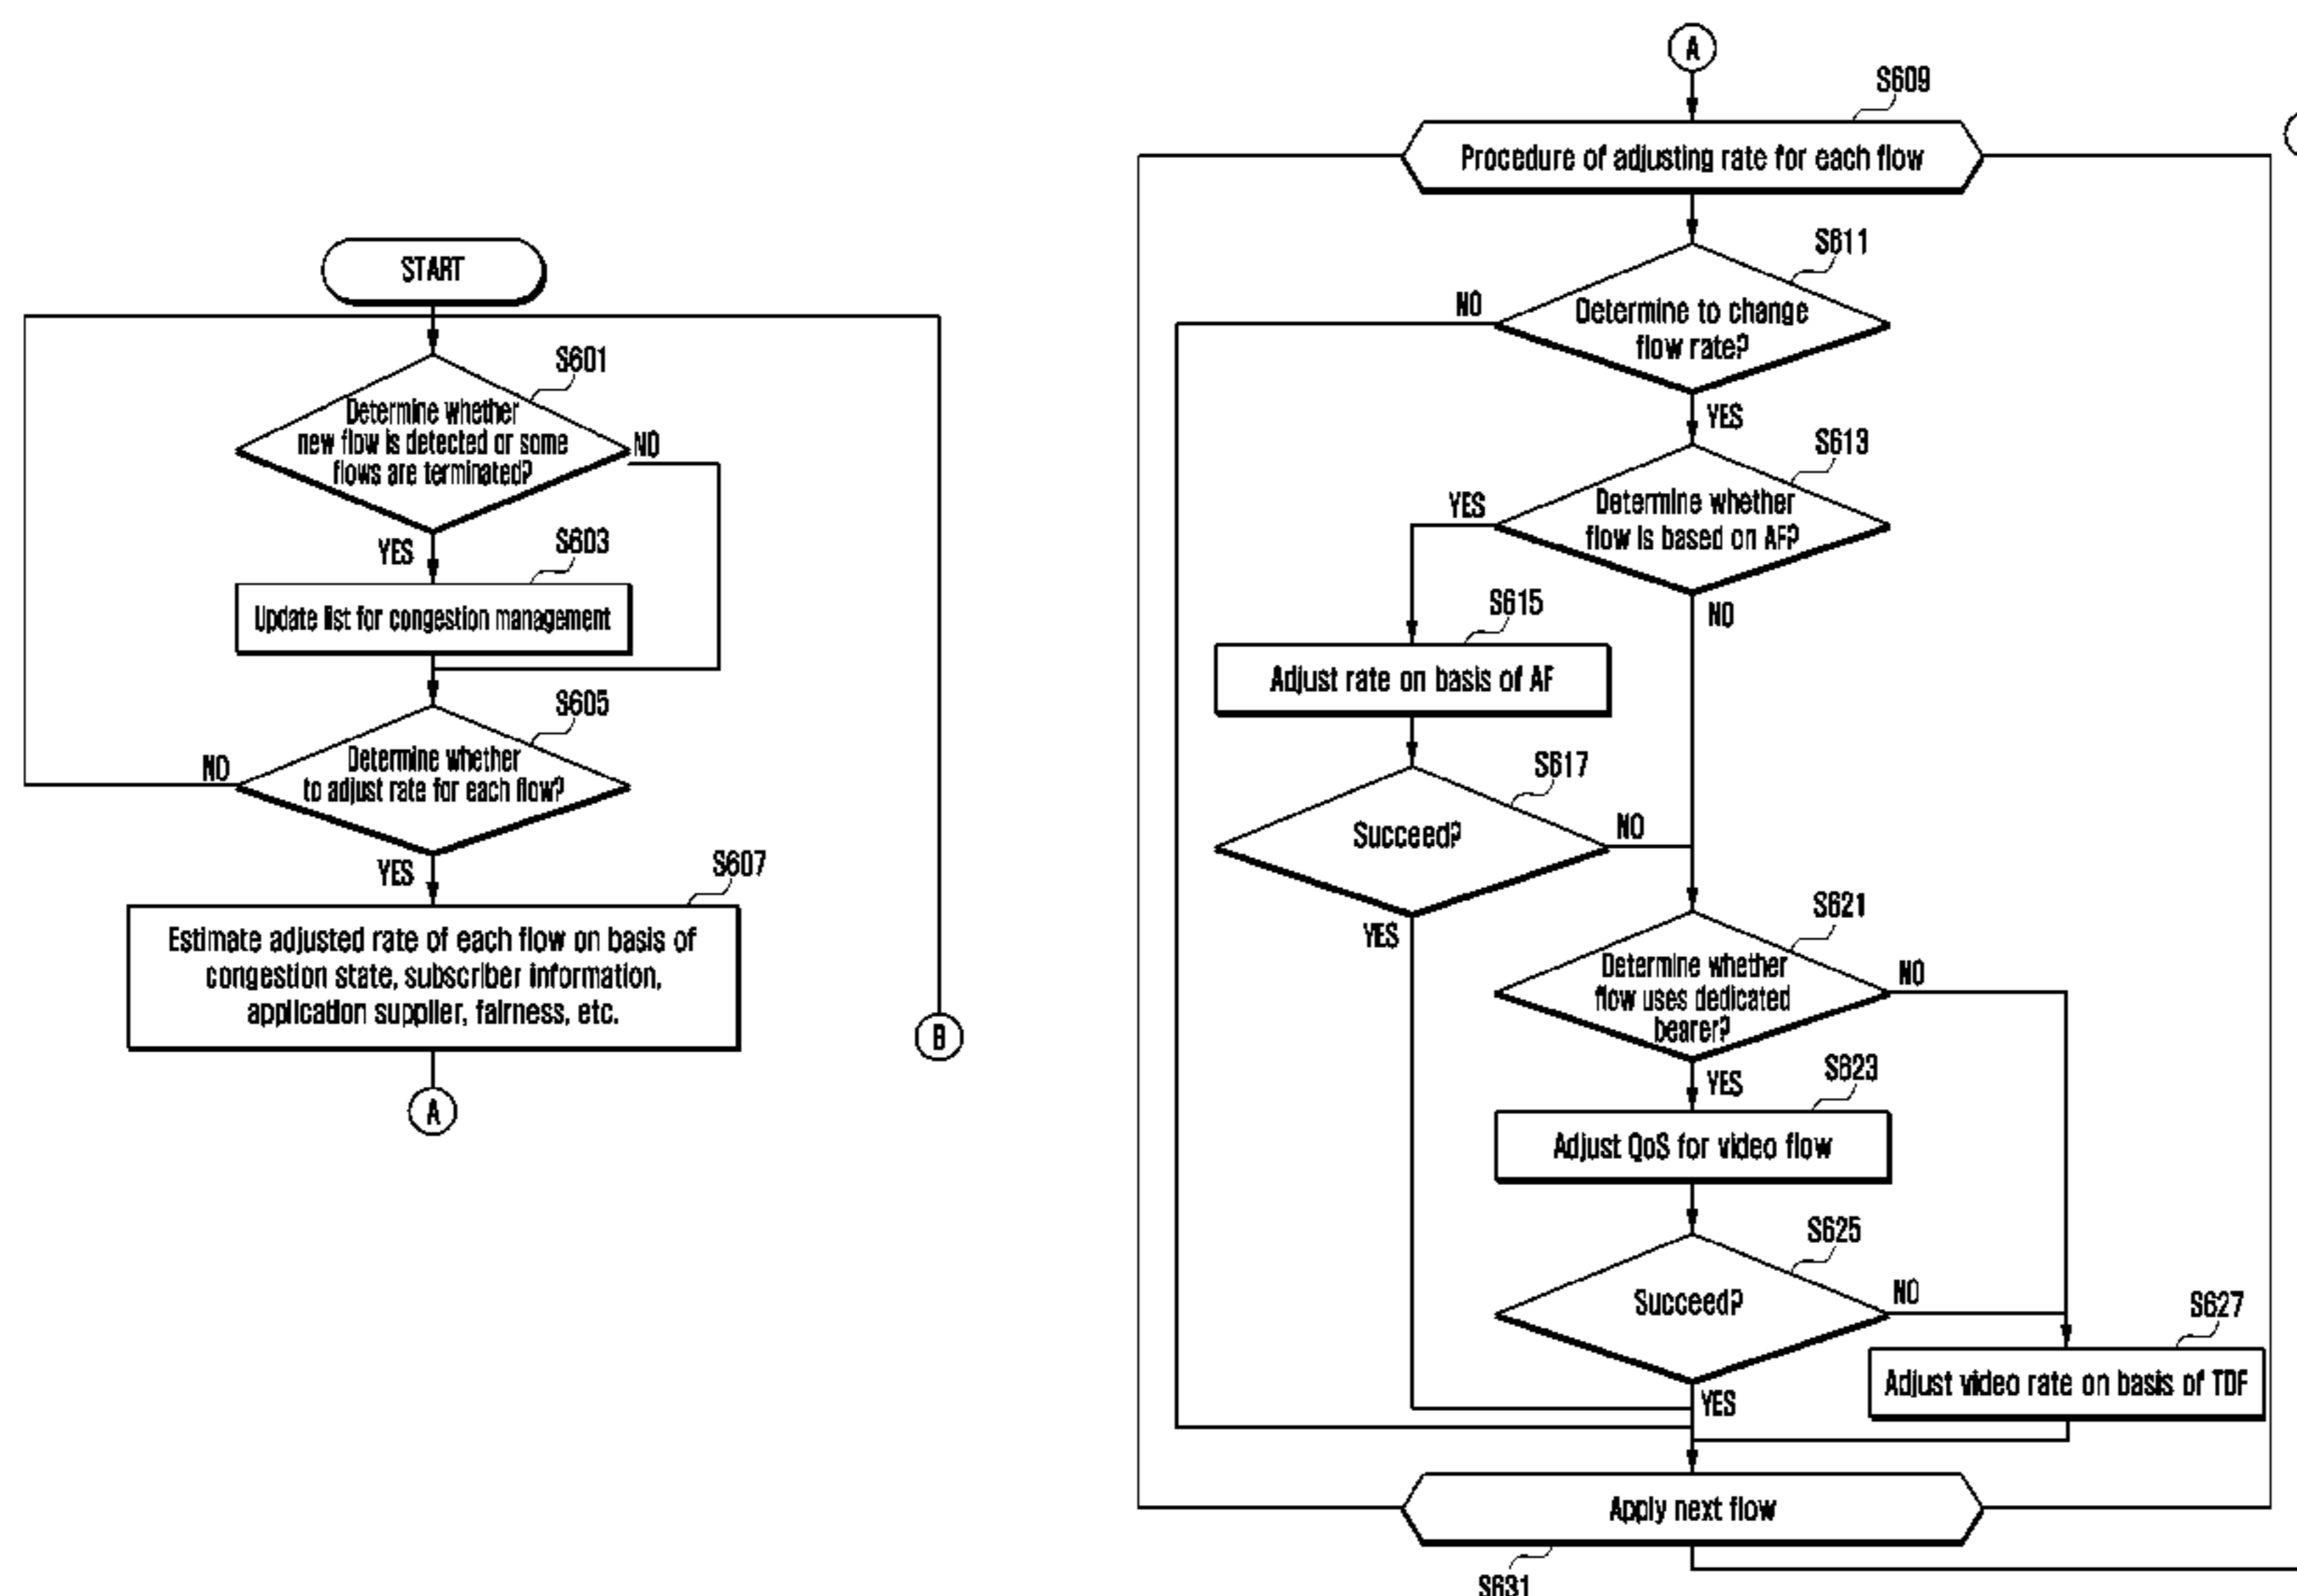 START
S601
Determine whether
new flow is detected or some
flows are terminated?
NO
YES
S603
Update list for congestion management
S605
Determine whether
to adjust rate for each flow?
NO
YES
S607
Estimate adjusted rate of each flow on basis of
congestion state, subscriber information,
application supplier, fairness, etc.
A
B
A
S609
Procedure of adjusting rate for each flow
S611
Determine to change
flow rate?
NO
YES
S613
Determine whether
flow is based on AF?
YES
NO
S615
Adjust rate on basis of AF
S617
Succeed?
NO
YES
S621
Determine whether
flow uses dedicated
bearer?
NO
YES
S623
Adjust QoS for video flow
S625
Succeed?
NO
YES
S627
Adjust video rate on basis of TDF
Apply next flow
S631